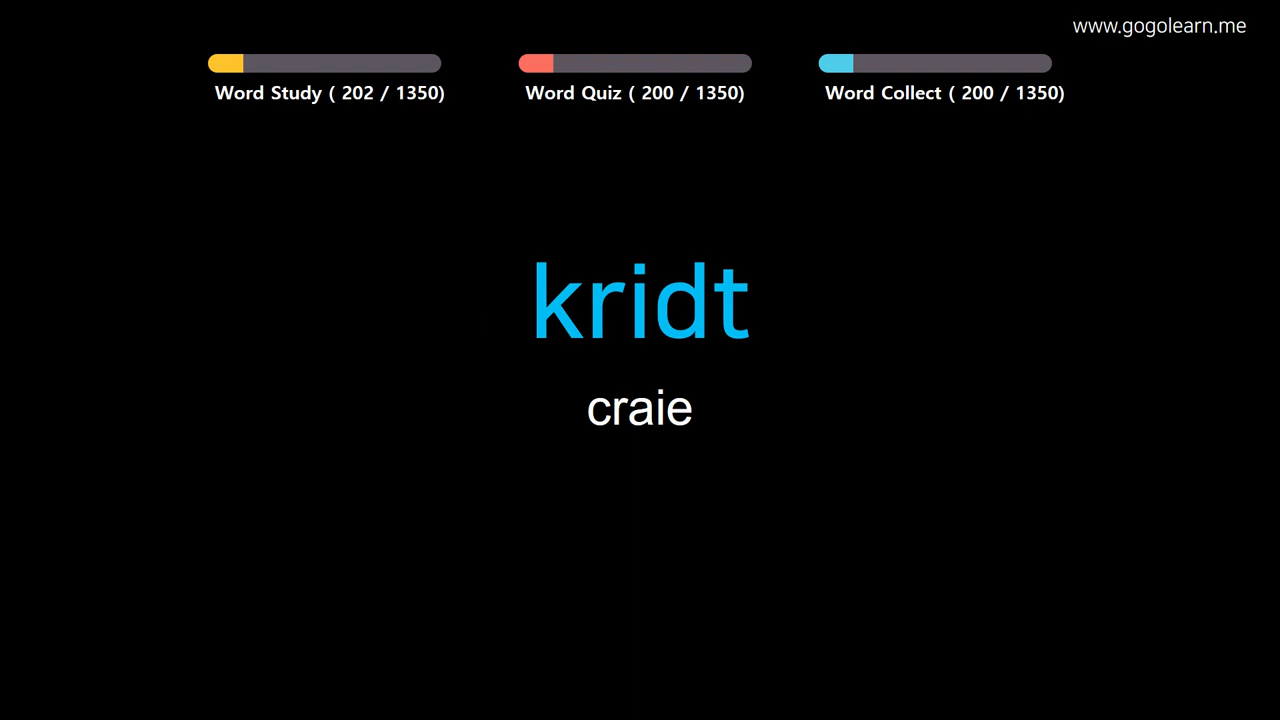 www.gogolearn.me
Word Study ( 202 / 1350)
Word Quiz ( 200 / 1350)
Word Collect ( 200 / 1350)
kridt
craie